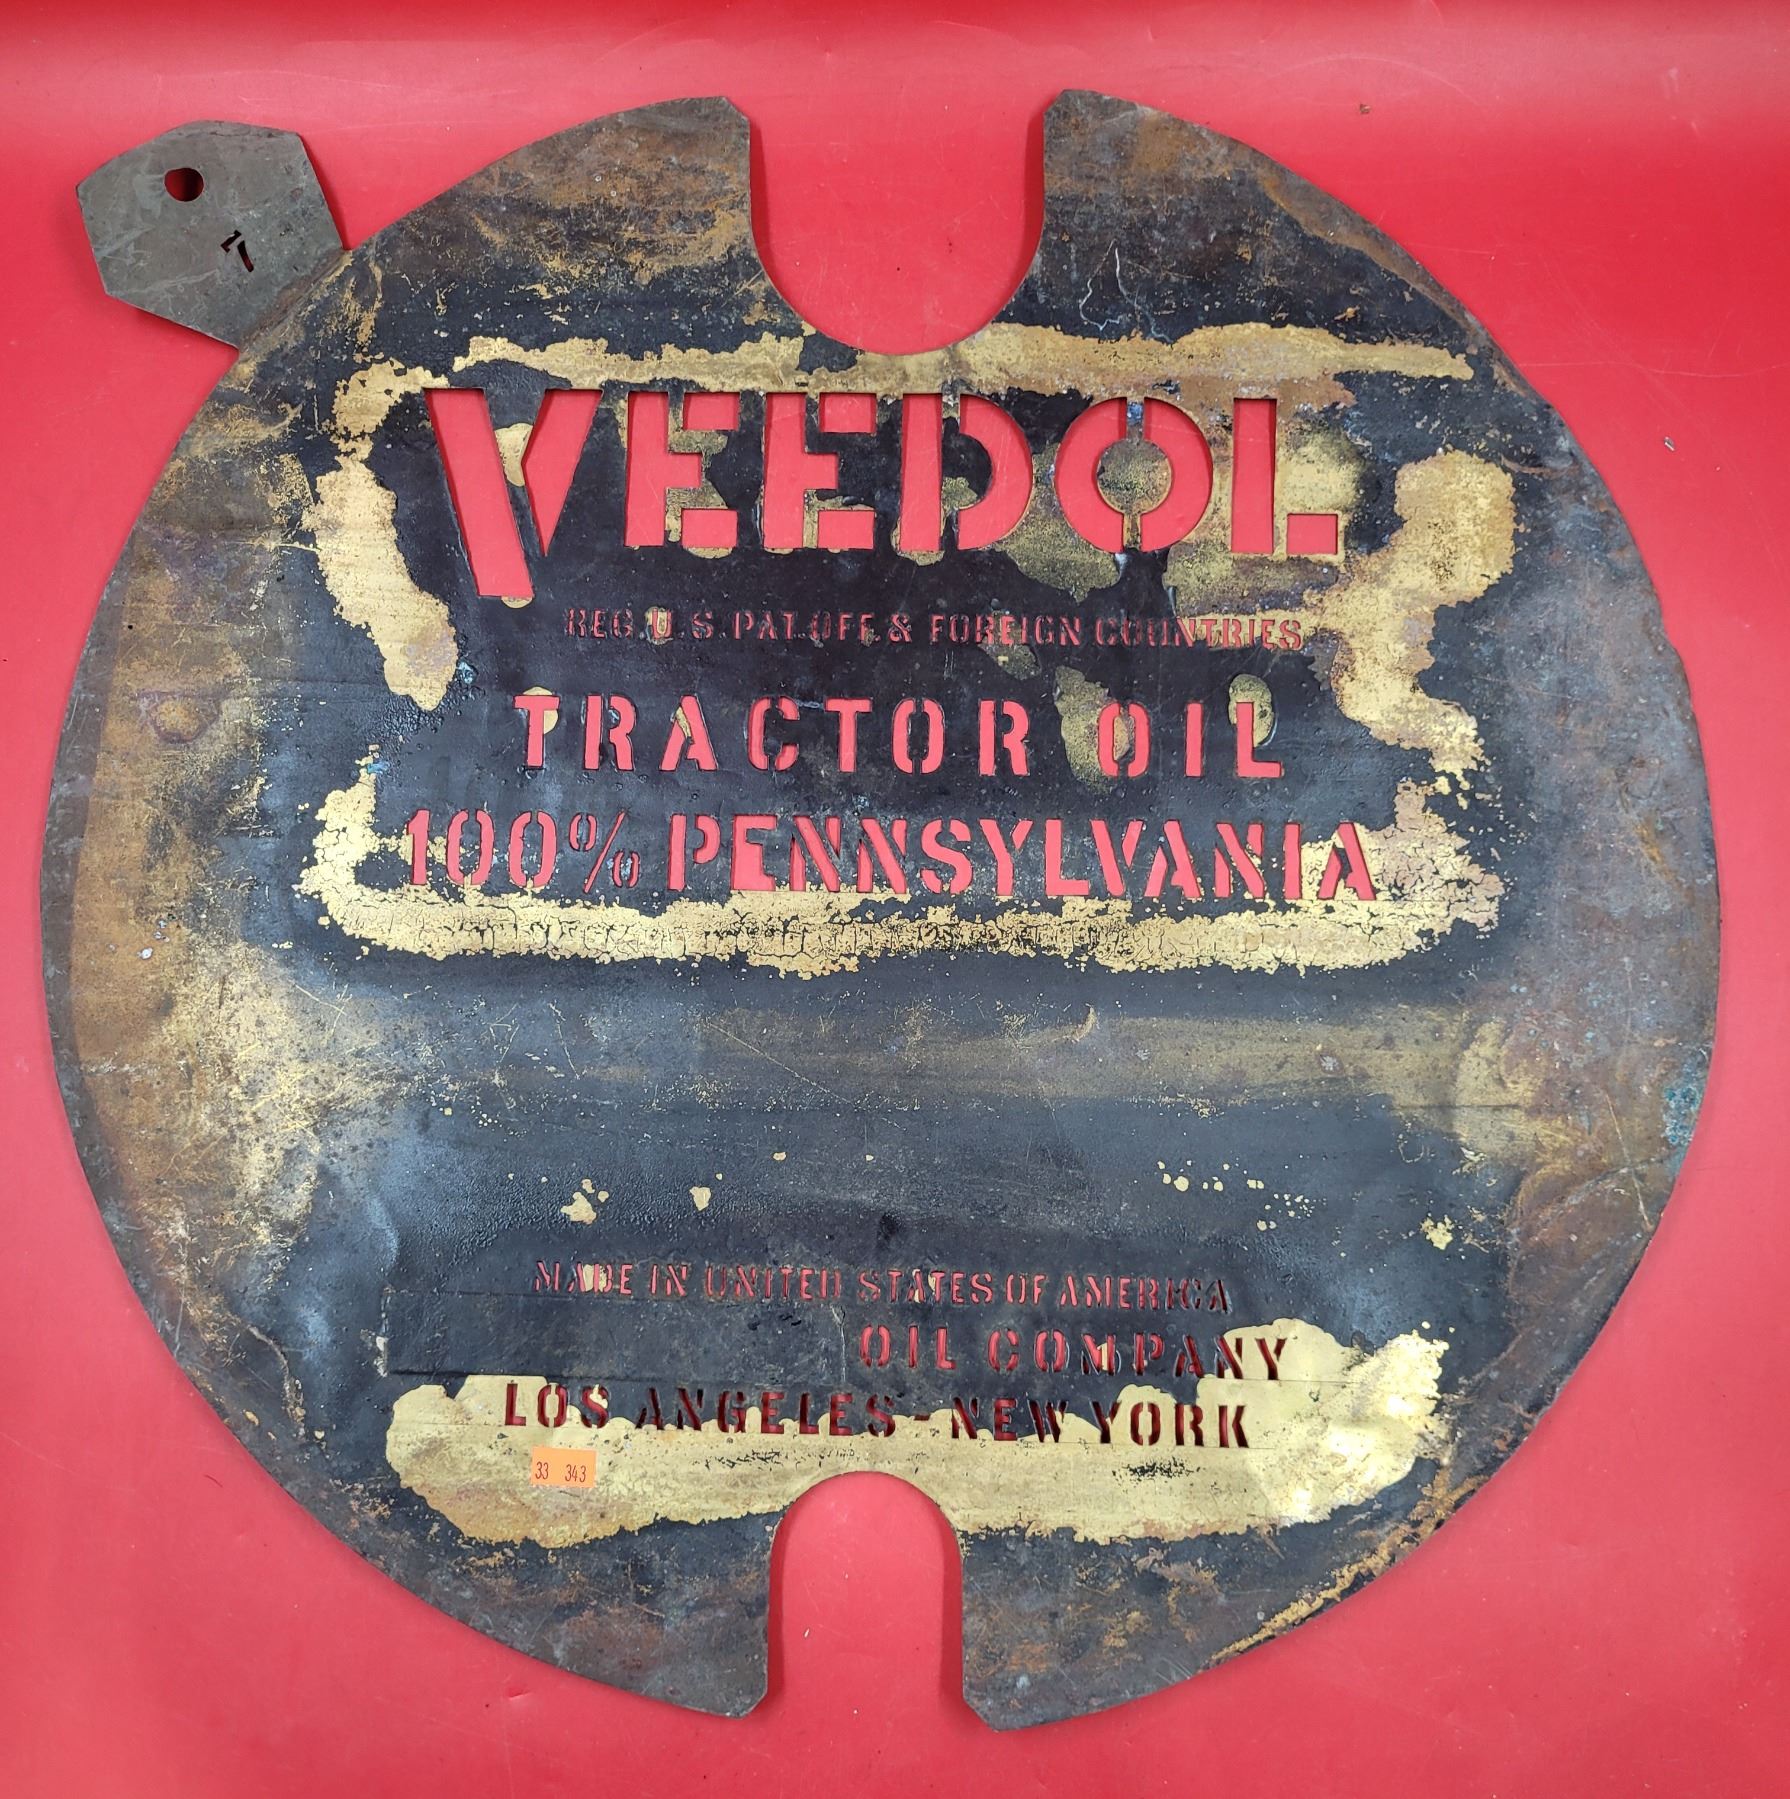 7
VEEDOL
REG. U.S. PAT. OFF. & FOREIGN COUNTRIES
TRACTOR OIL
100% PENNSYLVANIA
MADE IN UNITED STATES OF AMERICA
OIL COMPANY
LOS ANGELES - NEW YORK
33 343